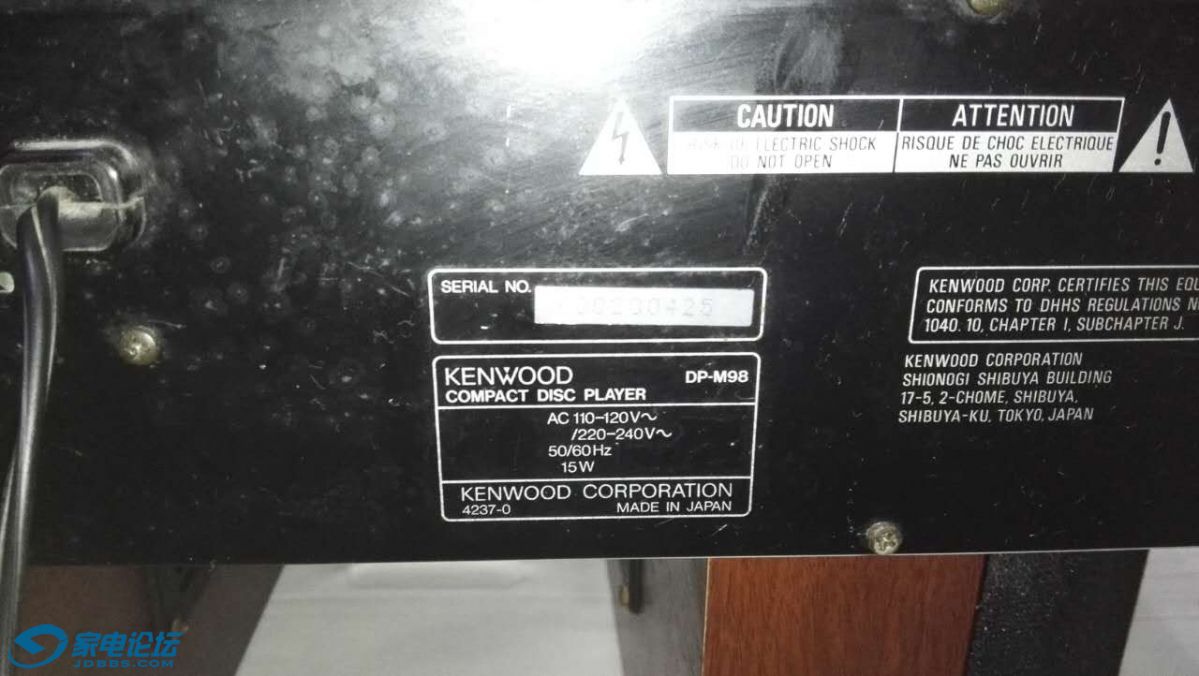 CAUTION
ELECTRIC SHOCK
DO NOT OPEN
ATTENTION
RISQUE DE CHOC ELECTRIQUE
NE PAS OUVRIR
SERIAL NO.
KENWOOD DP-M98
COMPACT DISC PLAYER
AC 110-120V~
/220-240V~
50/60Hz
15W
KENWOOD CORPORATION
4237-0 MADE IN JAPAN
KENWOOD CORP. CERTIFIES THIS EQU
CONFORMS TO DHHS REGULATIONS N
1040.10, CHAPTER I, SUBCHAPTER J.
KENWOOD CORPORATION
SHIONOGI SHIBUYA BUILDING
17-5, 2-CHOME, SHIBUYA,
SHIBUYA-KU, TOKYO, JAPAN
家电论坛
JDBBS.COM